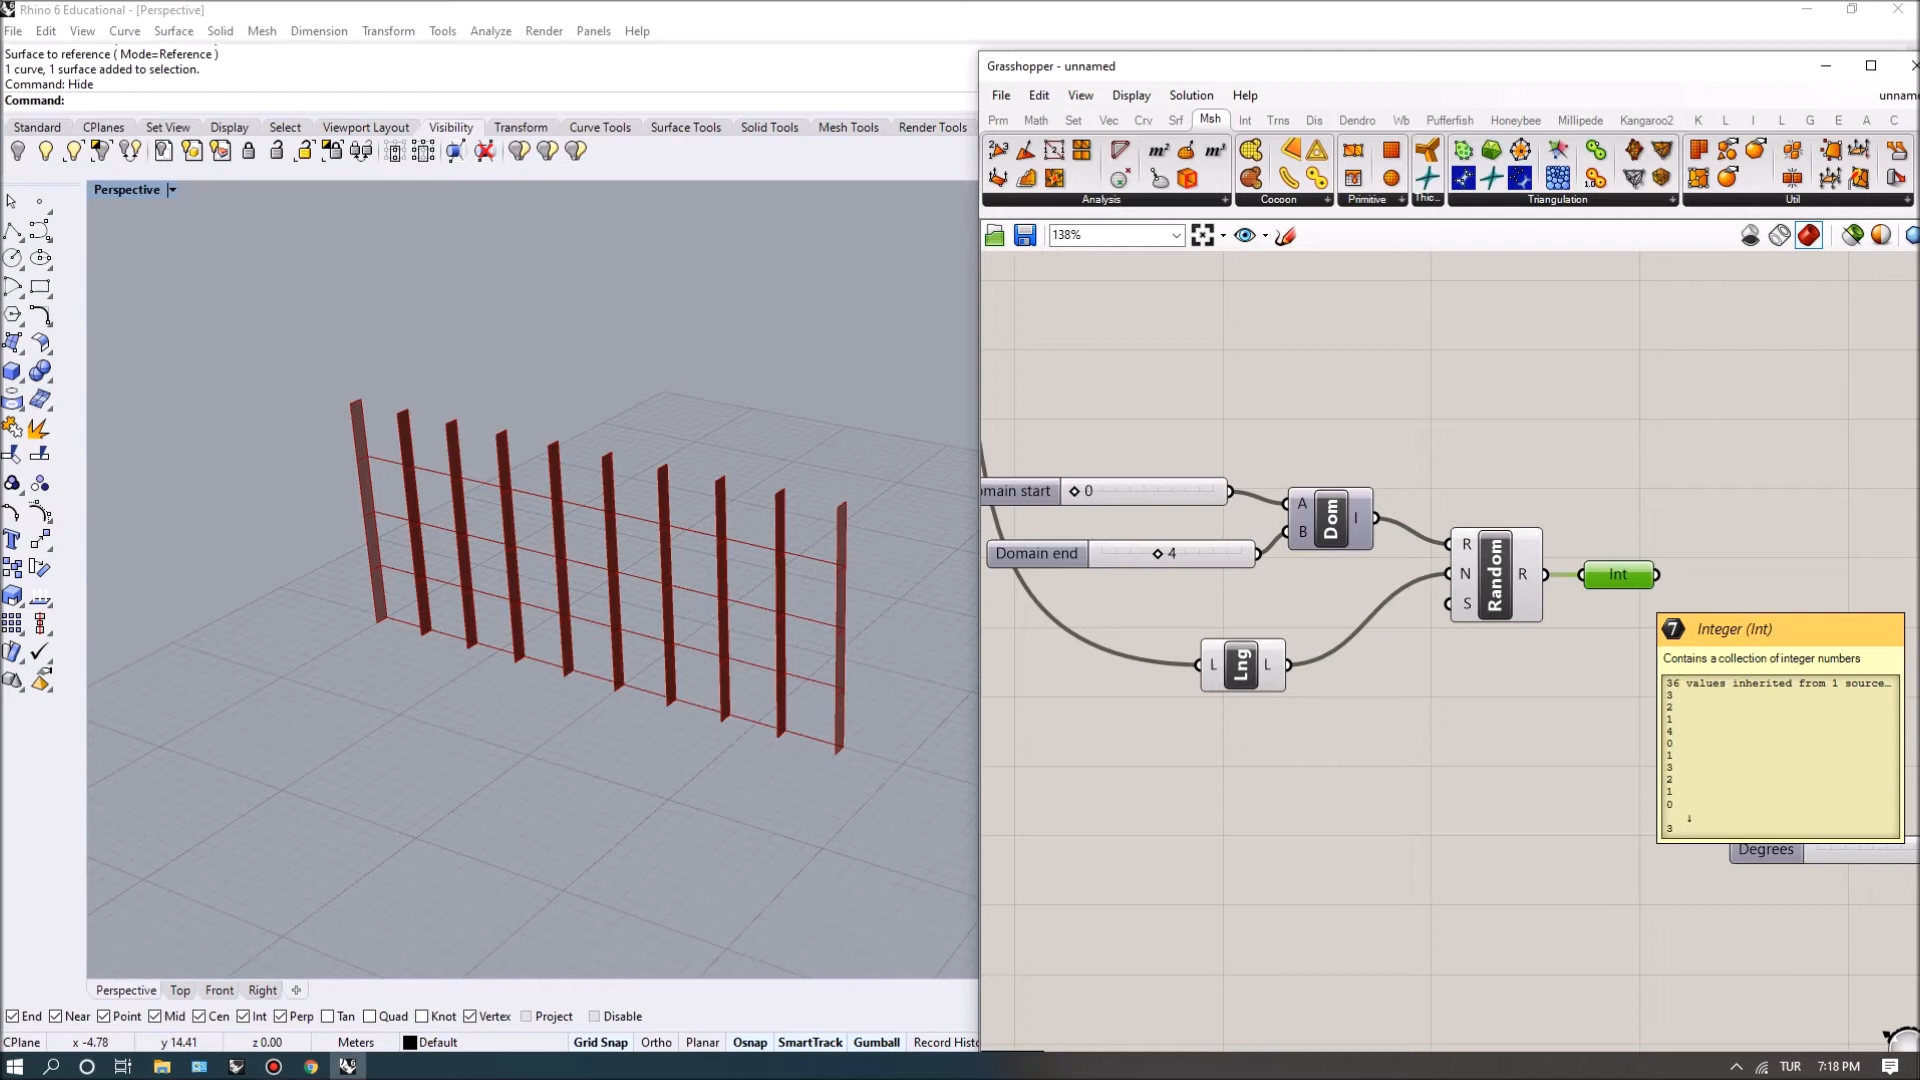 Rhino 6 Educational - [Perspective]
File Edit View Curve Surface Solid Mesh Dimension Transform Tools Analyze Render Panels Help
Surface to reference ( Mode=Reference )
1 curve, 1 surface added to selection.
Command: Hide
Command:
Standard CPlanes Set View Display Select Viewport Layout Visibility Transform Curve Tools Surface Tools Solid Tools Mesh Tools Render Tools
Perspective
Perspective Top Front Right
End Near Point Mid Cen Int Perp Tan Quad Knot Vertex Project Disable
CPlane x -4.78 y 14.41 z 0.00 Meters Default Grid Snap Ortho Planar Osnap SmartTrack Gumball Record Histo
Grasshopper - unnamed
File Edit View Display Solution Help unname
Prm Math Set Vec Crv Srf Msh Int Trns Dis Dendro Wb Pufferfish Honeybee Millipede Kangaroo2 K L I L G E A C
Analysis Cocoon Primitive Thic... Triangulation Util
138%
omain start 0
Domain end 4
A
B
Dom
I
R
N
S
Random
R
Int
L
Lng
L
Integer (Int)
Contains a collection of integer numbers
36 values inherited from 1 source...
3
2
1
4
0
1
3
2
1
0
↓
3
Degrees
TUR 7:18 PM